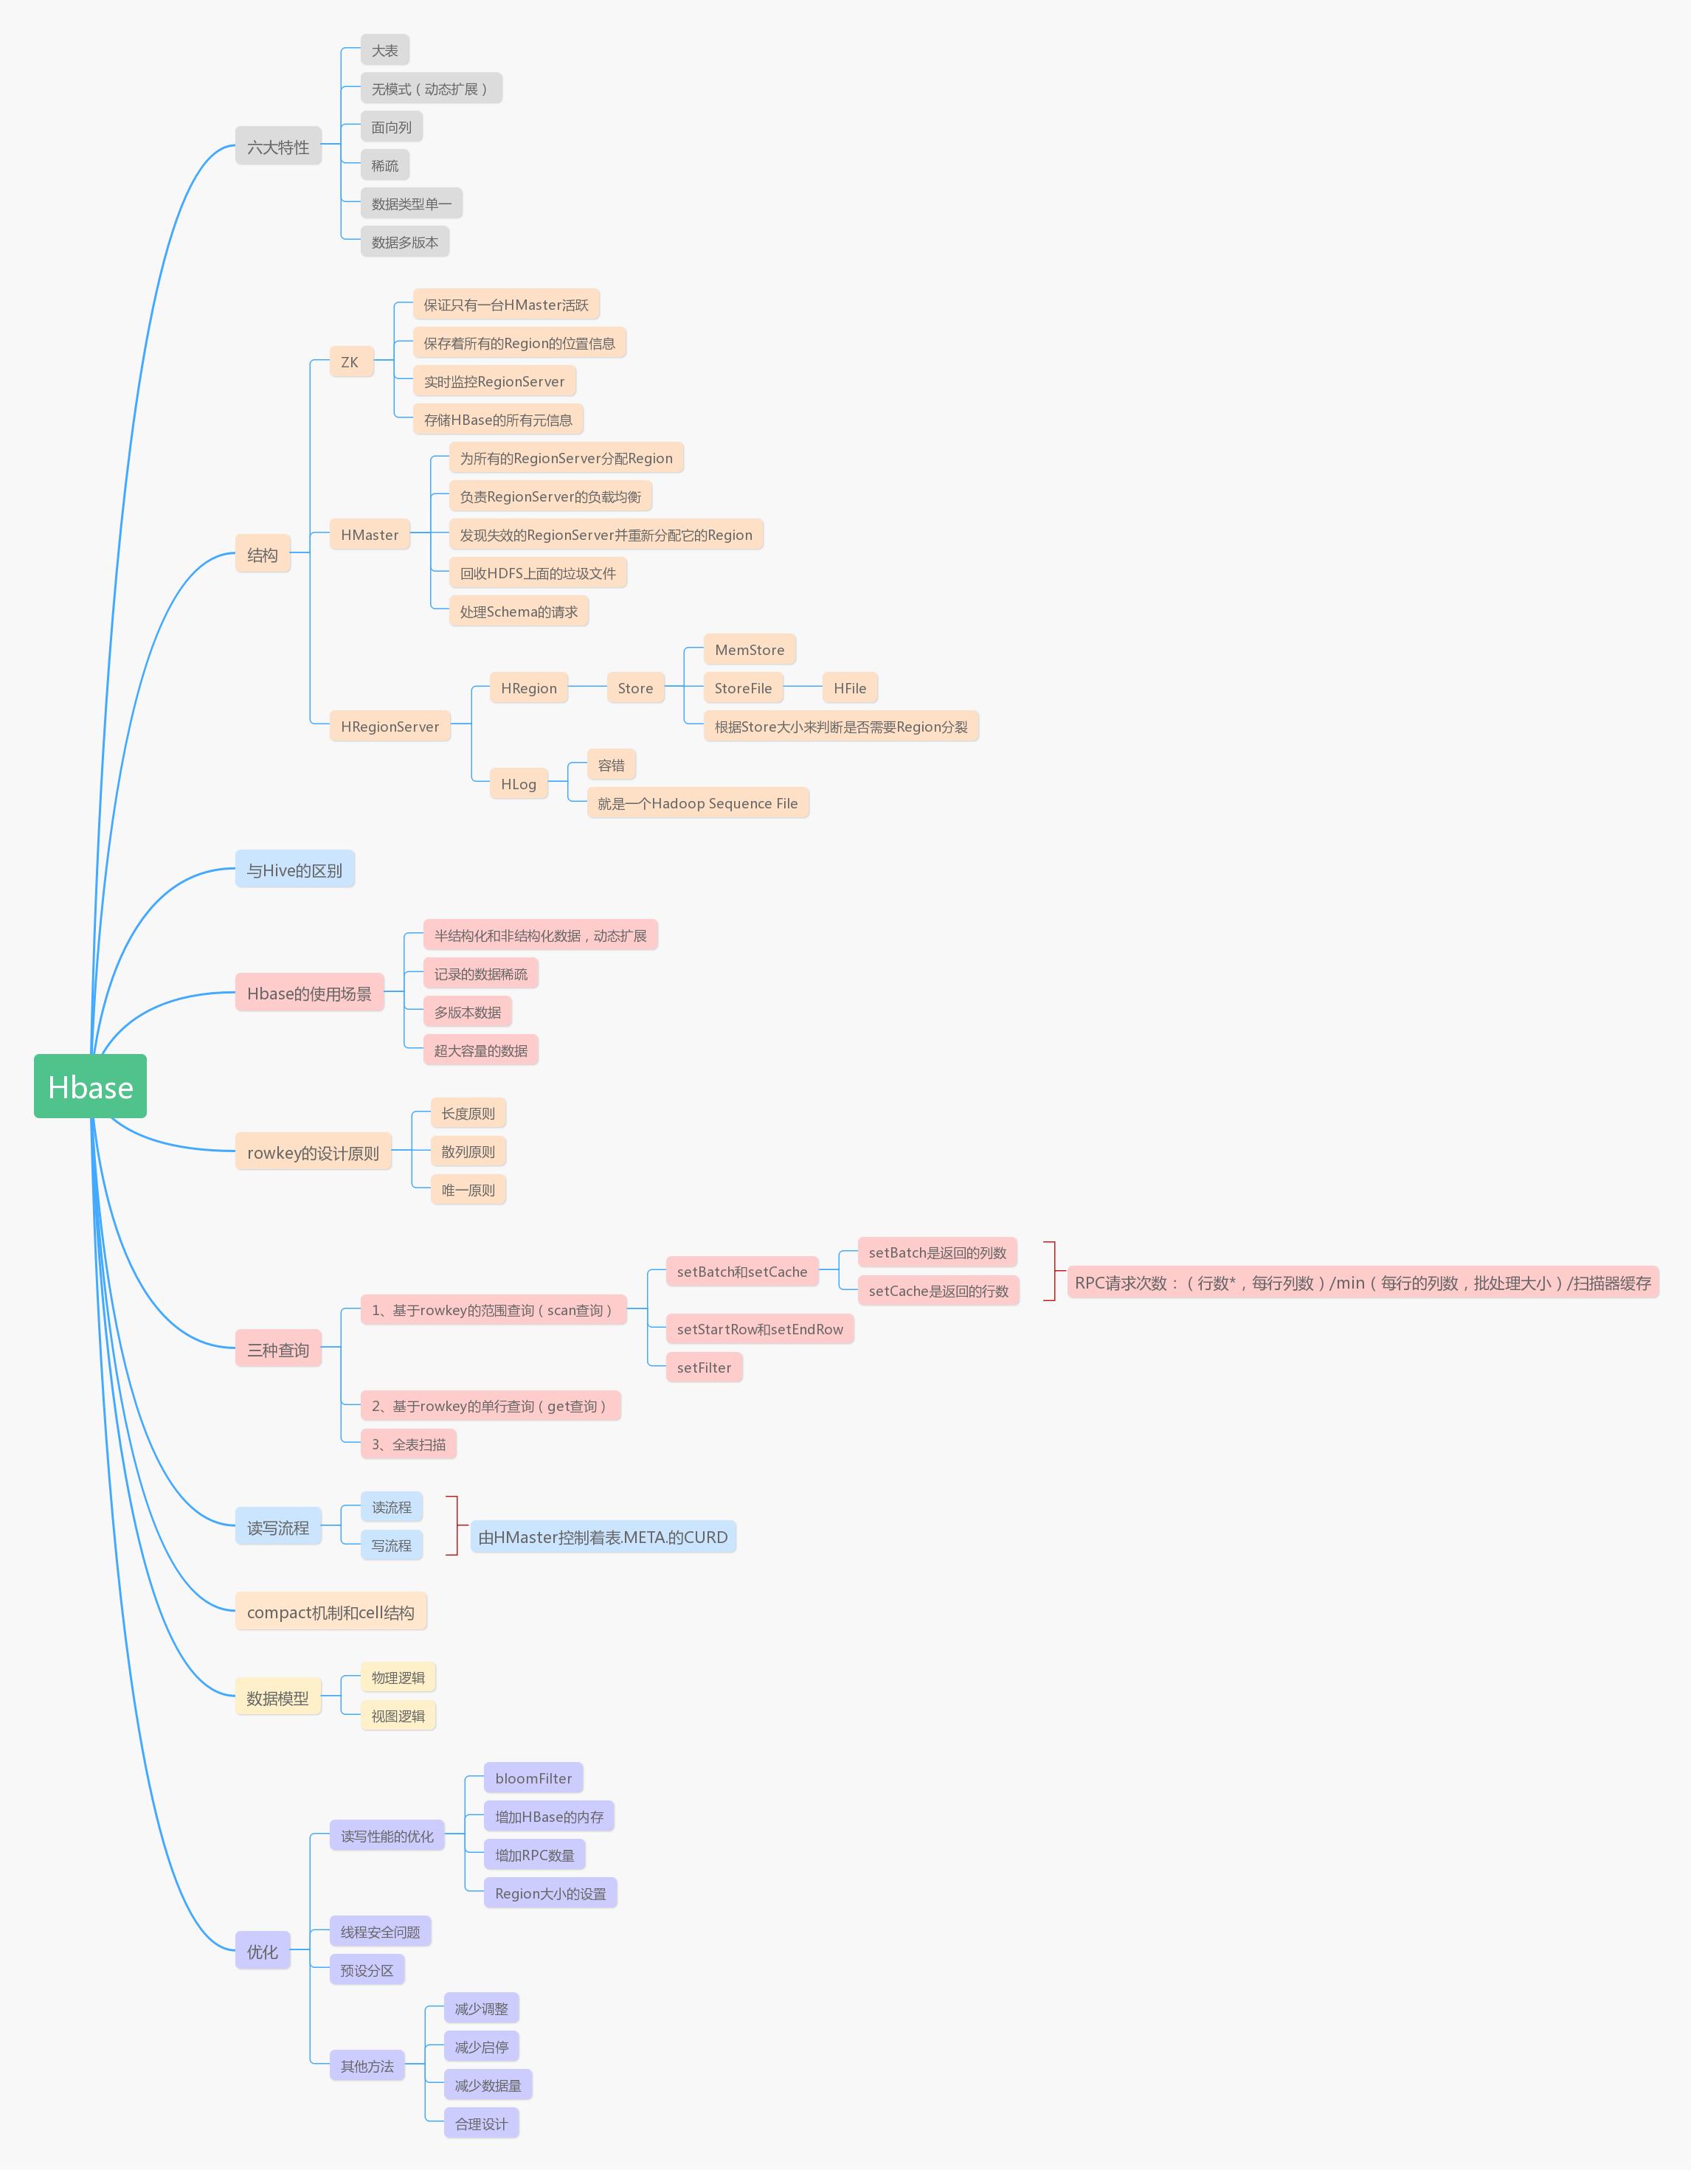 Hbase
六大特性
大表
无模式（动态扩展）
面向列
稀疏
数据类型单一
数据多版本
结构
ZK
保证只有一台HMaster活跃
保存着所有的Region的位置信息
实时监控RegionServer
存储HBase的所有元信息
HMaster
为所有的RegionServer分配Region
负责RegionServer的负载均衡
发现失效的RegionServer并重新分配它的Region
回收HDFS上面的垃圾文件
处理Schema的请求
HRegionServer
HRegion
Store
MemStore
StoreFile
HFile
根据Store大小来判断是否需要Region分裂
HLog
容错
就是一个Hadoop Sequence File
与Hive的区别
Hbase的使用场景
半结构化和非结构化数据，动态扩展
记录的数据稀疏
多版本数据
超大容量的数据
rowkey的设计原则
长度原则
散列原则
唯一原则
三种查询
1、基于rowkey的范围查询（scan查询）
setBatch和setCache
setBatch是返回的列数
setCache是返回的行数
RPC请求次数：（行数*，每行列数）/min（每行的列数，批处理大小）/扫描器缓存
setStartRow和setEndRow
setFilter
2、基于rowkey的单行查询（get查询）
3、全表扫描
读写流程
读流程
写流程
由HMaster控制着表.META.的CURD
compact机制和cell结构
数据模型
物理逻辑
视图逻辑
优化
读写性能的优化
bloomFilter
增加HBase的内存
增加RPC数量
Region大小的设置
线程安全问题
预设分区
其他方法
减少调整
减少启停
减少数据量
合理设计